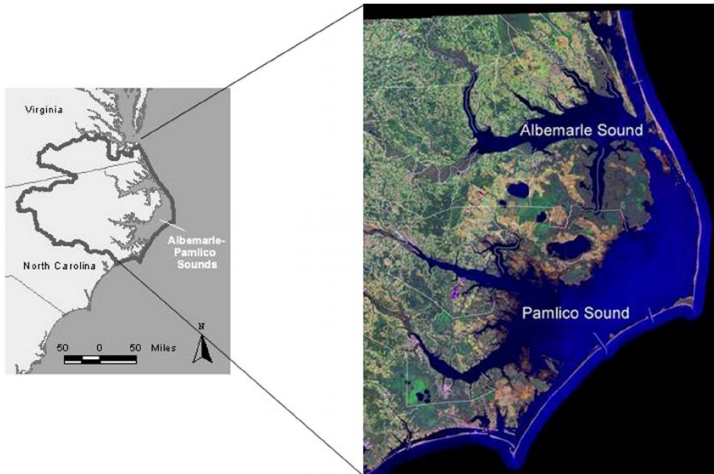 Virginia
Albemarle-
Pamlico
Sounds
North Carolina
N
50 0 50 Miles
Albemarle Sound
Pamlico Sound